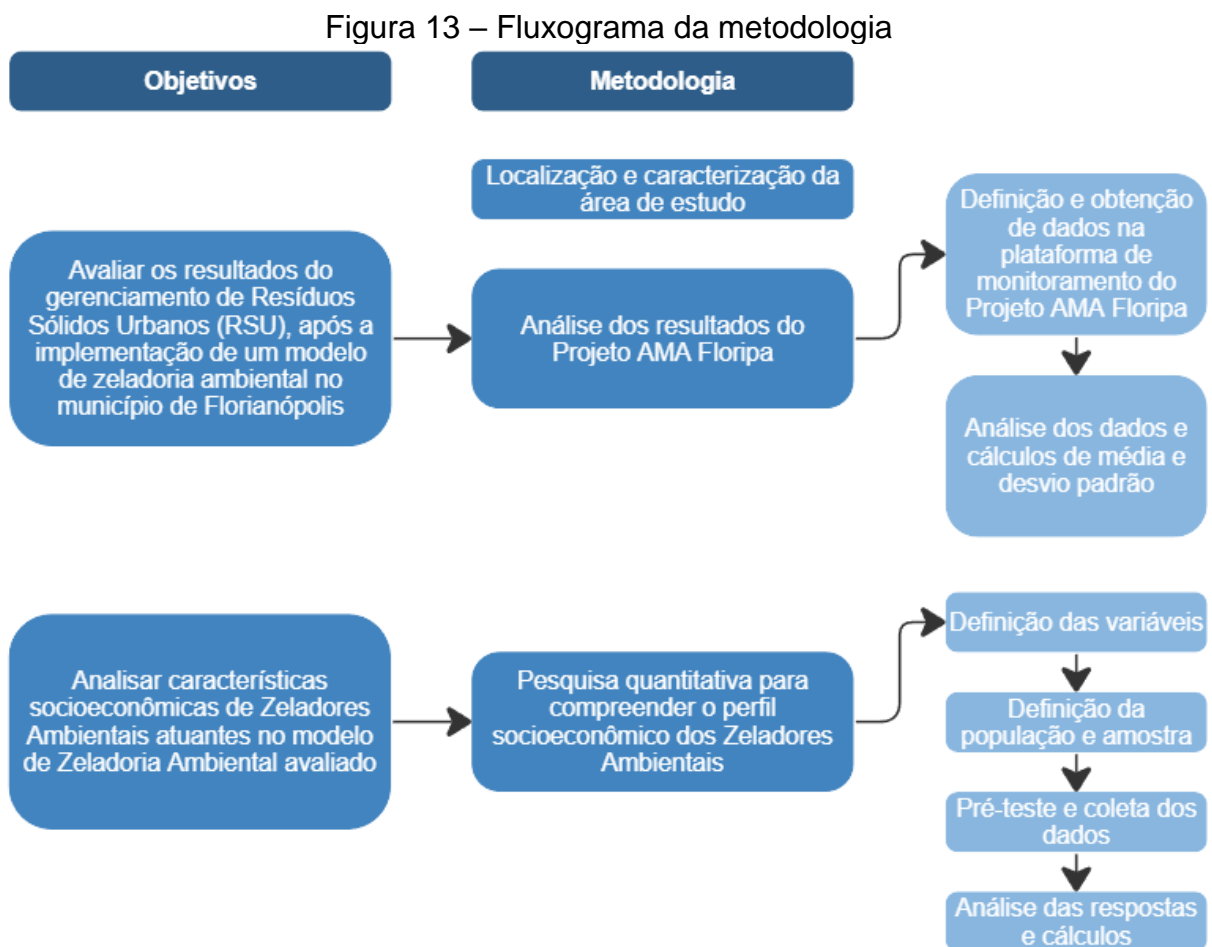 Figura 13 – Fluxograma da metodologia
Objetivos
Metodologia
Localização e caracterização da
área de estudo
Avaliar os resultados do
gerenciamento de Resíduos
Sólidos Urbanos (RSU), após a
implementação de um modelo
de zeladoria ambiental no
município de Florianópolis
Análise dos resultados do
Projeto AMA Floripa
Definição e obtenção
de dados na
plataforma de
monitoramento do
Projeto AMA Floripa
Análise dos dados e
cálculos de média e
desvio padrão
Analisar características
socioeconômicas de Zeladores
Ambientais atuantes no modelo
de Zeladoria Ambiental avaliado
Pesquisa quantitativa para
compreender o perfil
socioeconômico dos Zeladores
Ambientais
Definição das variáveis
Definição da
população e amostra
Pré-teste e coleta dos
dados
Análise das respostas
e cálculos